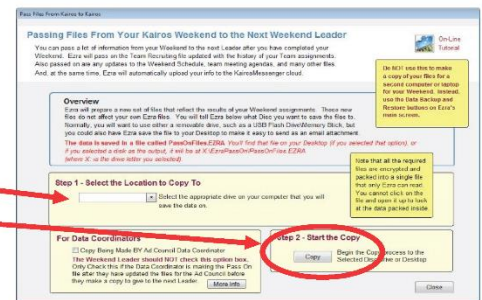 Pass Files From Kairos to Kairos
Passing Files From Your Kairos Weekend to the Next Weekend Leader
You can pass a lot of information from your Weekend to the next Leader after you have completed your
Weekend. Ezra will pass on the Team Recruiting file updated with the history of your Team assignments.
Also passed on are any updates to the Weekend Schedule, team meeting agendas, and many other files.
And, at the same time, Ezra will automatically upload your info to the KairosMessenger cloud.
On-Line
Tutorial
Do NOT use this to make
a copy of your files for a
second computer or laptop
for your Weekend. Instead,
use the Data Backup and
Restore buttons on Ezra's
main screen.
Overview
Ezra will prepare a new set of files that reflect the results of your Weekend assignments. These new
files do not affect your own Ezra files. You will tell Ezra below what Disc you want to save the files to.
Normally, you will want to use either a removable drive, such as a USB Flash Drive/Memory Stick, but
you could also have Ezra save the file to your Desktop to make it easy to send as an email attachment.
The data is saved in a file called PassOnFiles.EZRA You'll find that file on your Desktop (if you selected that option), or
if you selected a disk as the output, it will be at X:\EzraPassOn\PassOnFiles.EZRA
(where X: is the drive letter you selected)
Note that all the required
files are encrypted and
packed into a single file
that only Ezra can read.
You cannot click on the
file and open it up to look
at the data packed inside.
Step 1 - Select the Location to Copy To
Select the appropriate drive on your computer that you will
save the data on.
For Data Coordinators
Copy Being Made BY Ad Council Data Coordinator
The Weekend Leader should NOT check this option box.
Only Check this if the Data Coordinator is making the Pass On
file after they have updated the files for the Ad Council before
they make a copy to give to the next Leader.
More Info
Step 2 - Start the Copy
Copy
Begin the Copy process to the
Selected Disc Drive or Desktop
Close